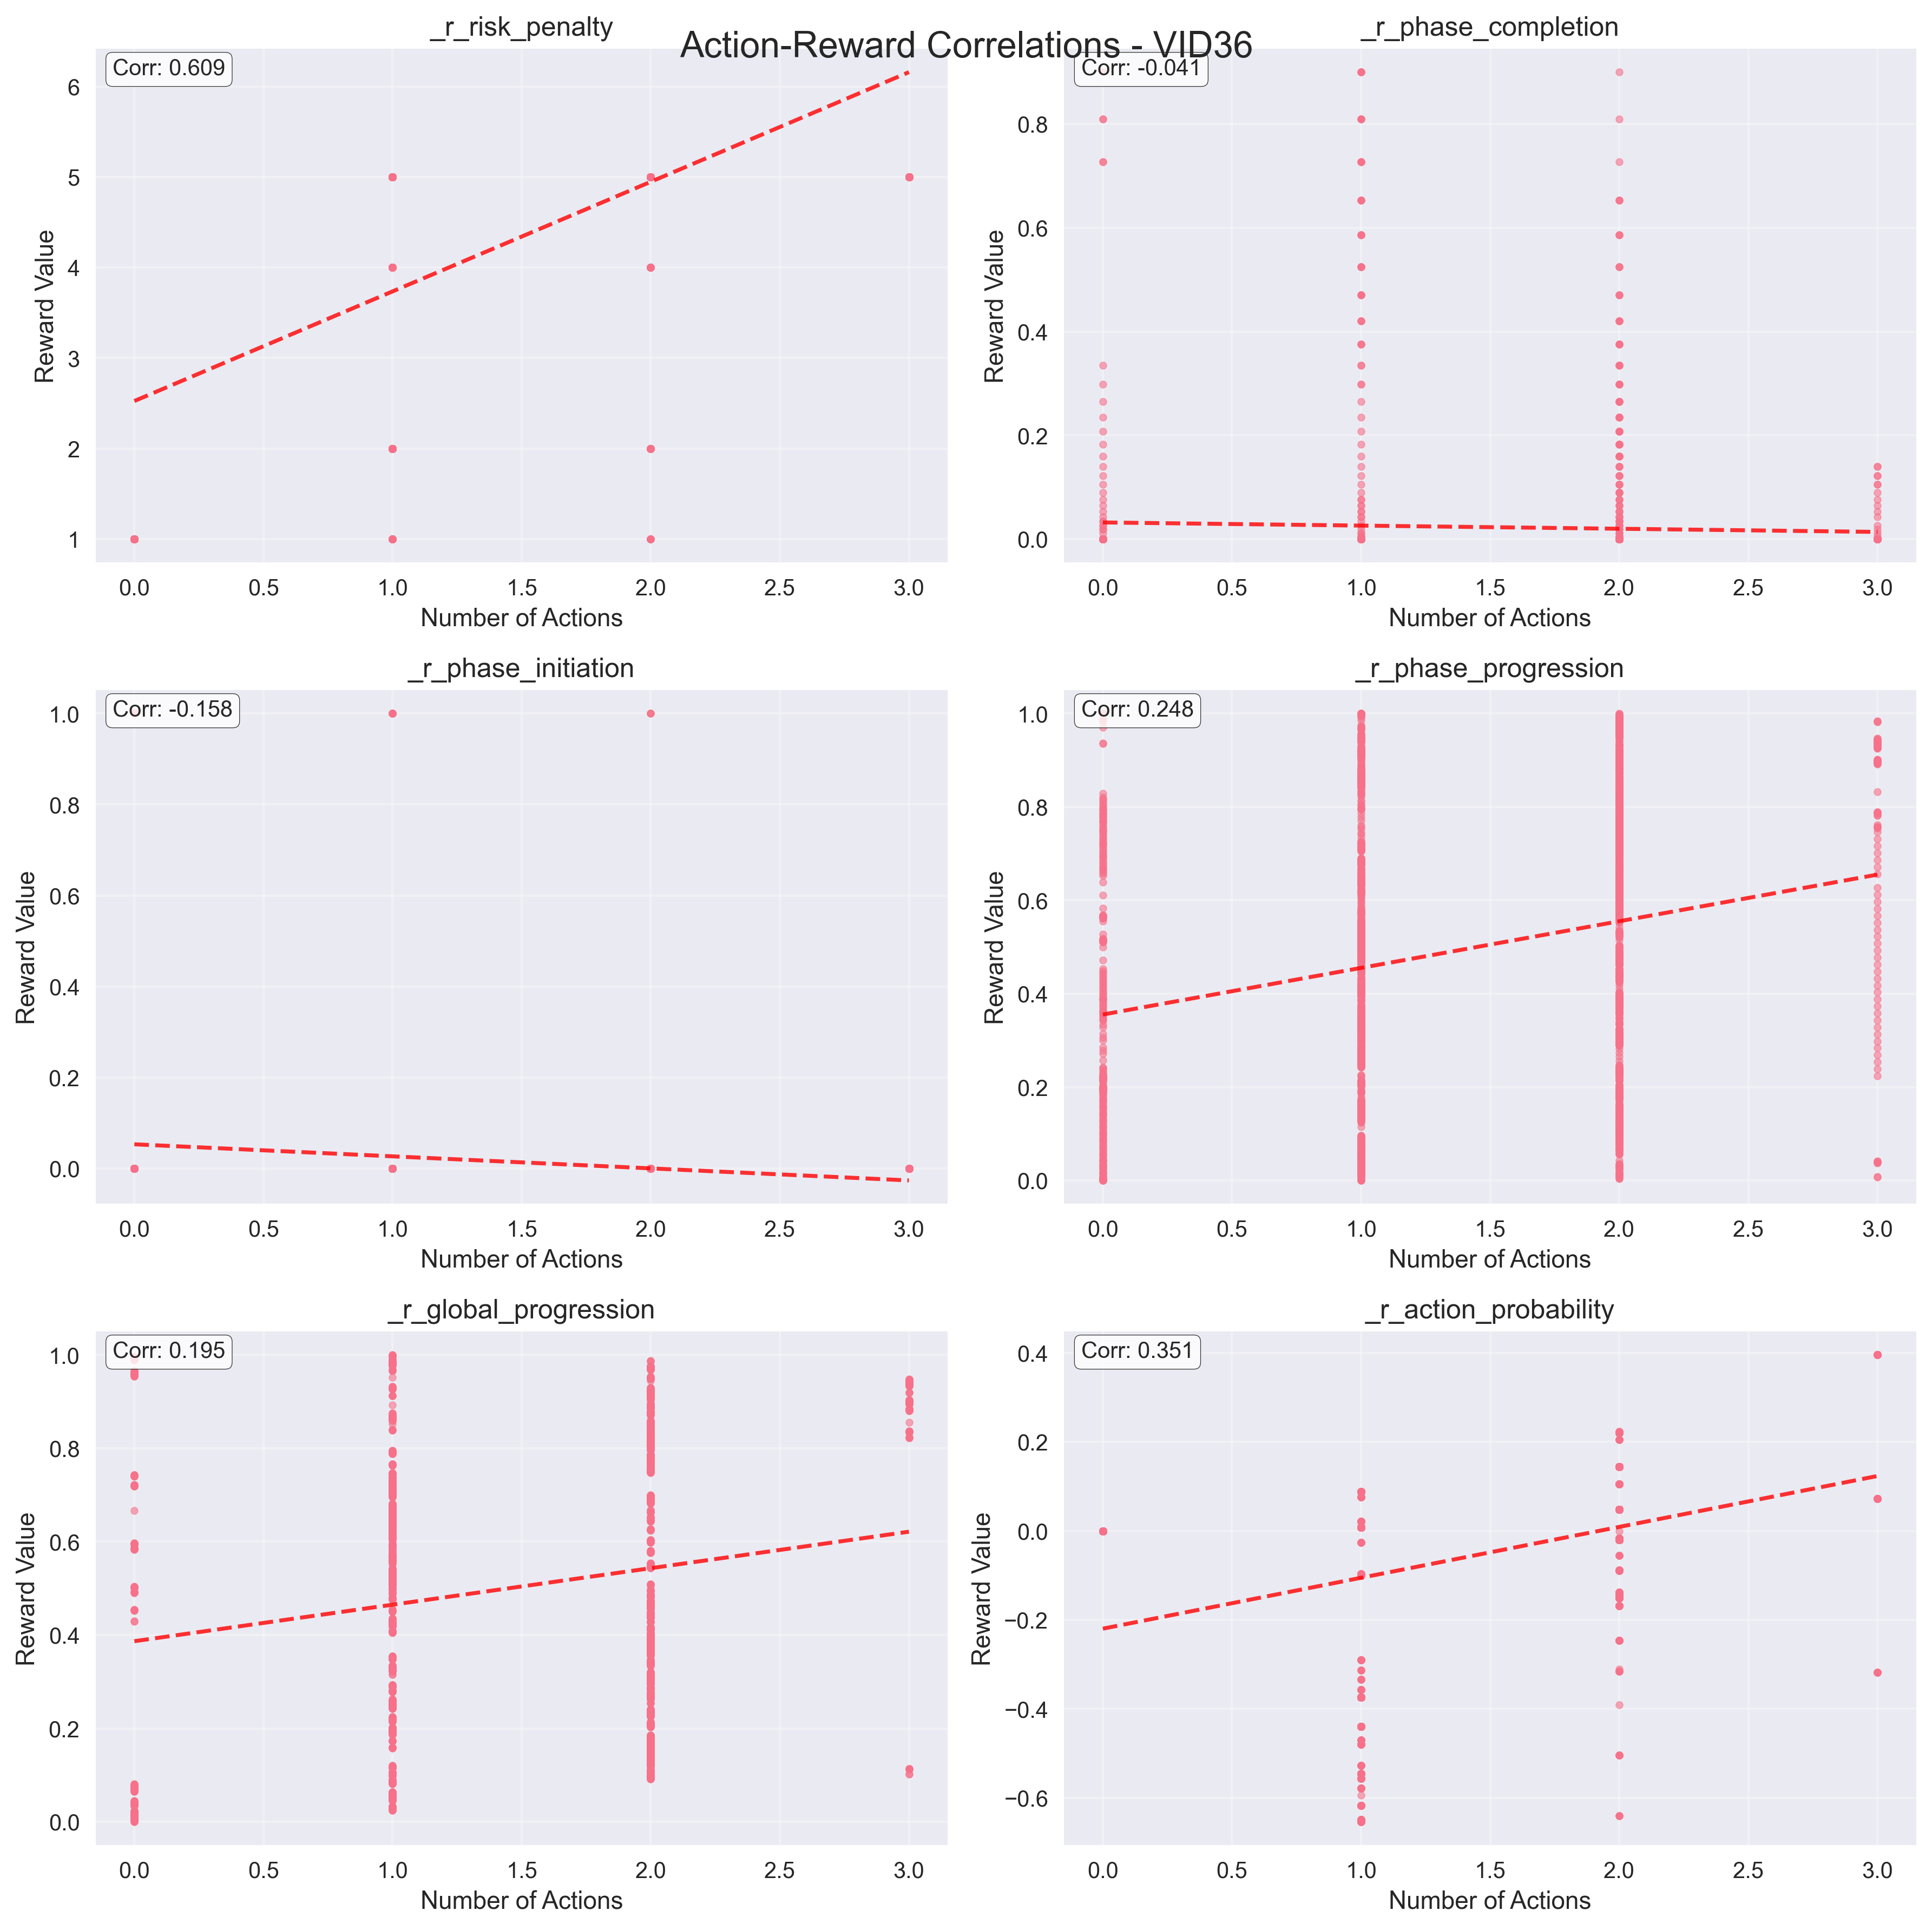 Action-Reward Correlations - VID36
_r_risk_penalty
Corr: 0.609
Reward Value
6
5
4
3
2
1
0.0 0.5 1.0 1.5 2.0 2.5 3.0
Number of Actions
_r_phase_completion
Corr: -0.041
Reward Value
0.8
0.6
0.4
0.2
0.0
0.0 0.5 1.0 1.5 2.0 2.5 3.0
Number of Actions
_r_phase_initiation
Corr: -0.158
Reward Value
1.0
0.8
0.6
0.4
0.2
0.0
0.0 0.5 1.0 1.5 2.0 2.5 3.0
Number of Actions
_r_phase_progression
Corr: 0.248
Reward Value
1.0
0.8
0.6
0.4
0.2
0.0
0.0 0.5 1.0 1.5 2.0 2.5 3.0
Number of Actions
_r_global_progression
Corr: 0.195
Reward Value
1.0
0.8
0.6
0.4
0.2
0.0
0.0 0.5 1.0 1.5 2.0 2.5 3.0
Number of Actions
_r_action_probability
Corr: 0.351
Reward Value
0.4
0.2
0.0
−0.2
−0.4
−0.6
0.0 0.5 1.0 1.5 2.0 2.5 3.0
Number of Actions